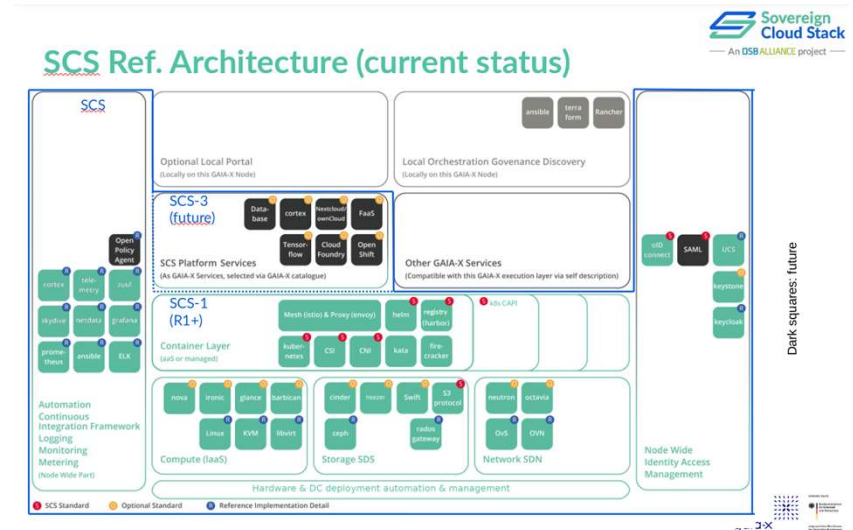 Sovereign
Cloud Stack
An OSBALLIANCE project
SCS Ref. Architecture (current status)
SCS
Optional Local Portal
(Locally on this GAIA-X Node)
ansible
terra
form
Rancher
Local Orchestration Govenance Discovery
(Locally on this GAIA-X Node)
SCS-3
(future)
Data-
base
cortex
Nextcloud/
ownCloud
FaaS
Tensor-
flow
Cloud
Foundry
Open
Shift
SCS Platform Services
(As GAIA-X Services, selected via GAIA-X catalogue)
Other GAIA-X Services
(Compatible with this GAIA-X execution layer via self description)
Open
Policy
Agent
cortex
tele-
metry
zuul
skydive
netdata
grafana
prome-
theus
ansible
ELK
Automation
Continuous
Integration Framework
Logging
Monitoring
Metering
(Node Wide Part)
SCS-1
(R1+)
Mesh (istio) & Proxy (envoy)
helm
registry
(harbor)
S k8s CAPI
Container Layer
(aaS or managed)
kuber-
netes
CSI
CNI
kata
fire-
cracker
nova
ironic
glance
barbican
Linux
KVM
libvirt
Compute (IaaS)
cinder
Swift
S3
protocol
ceph
rados
gateway
Storage SDS
neutron
octavia
OvS
OVN
Network SDN
Hardware & DC deployment automation & management
oID
connect
SAML
UCS
keystone
keycloak
Node Wide
Identity Access
Management
Dark squares: future
S SCS Standard
O Optional Standard
R Reference Implementation Detail